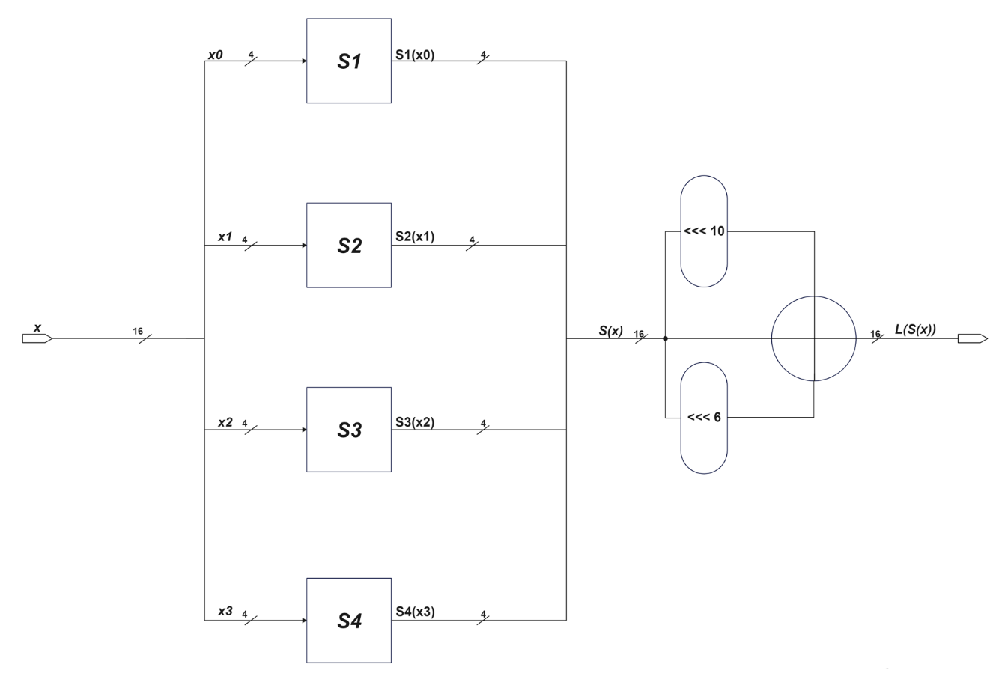 x0 4 S1 S1(x0) 4
<<< 10
x1 4 S2 S2(x1) 4
x 16 S(x) 16 16 L(S(x))
<<< 6
x2 4 S3 S3(x2) 4
x3 4 S4 S4(x3) 4